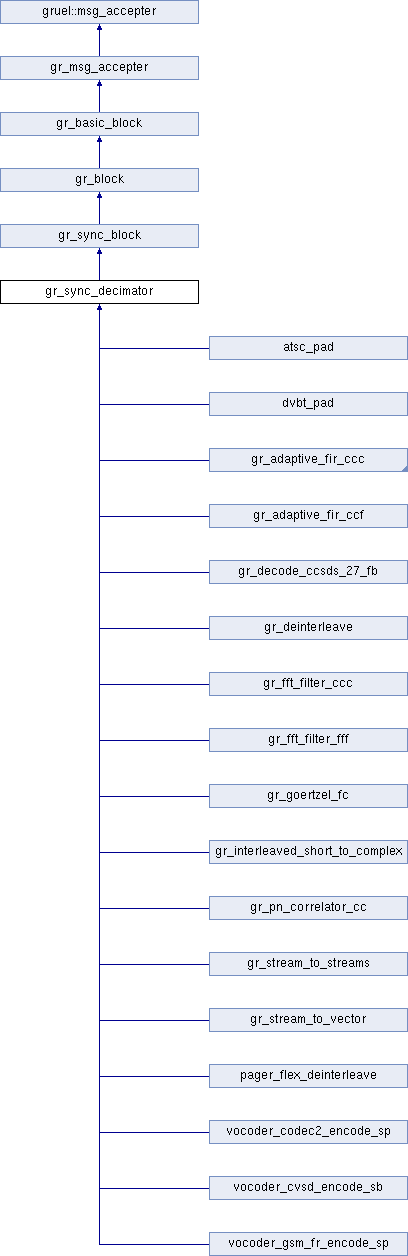 gruel::msg_accepter
gr_msg_accepter
gr_basic_block
gr_block
gr_sync_block
gr_sync_decimator
atsc_pad
dvbt_pad
gr_adaptive_fir_ccc
gr_adaptive_fir_ccf
gr_decode_ccsds_27_fb
gr_deinterleave
gr_fft_filter_ccc
gr_fft_filter_fff
gr_goertzel_fc
gr_interleaved_short_to_complex
gr_pn_correlator_cc
gr_stream_to_streams
gr_stream_to_vector
pager_flex_deinterleave
vocoder_codec2_encode_sp
vocoder_cvsd_encode_sb
vocoder_gsm_fr_encode_sp